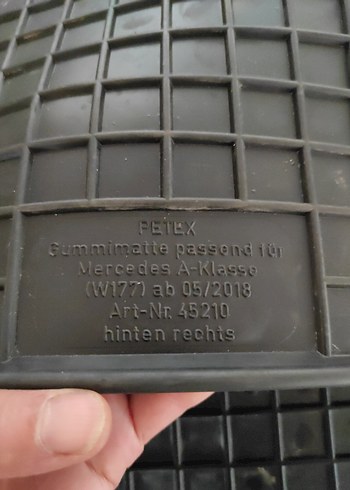 PETEX
Gummimatte passend für
Mercedes A-Klasse
(W177) ab 05/2018
Art-Nr. 45210
hinten rechts